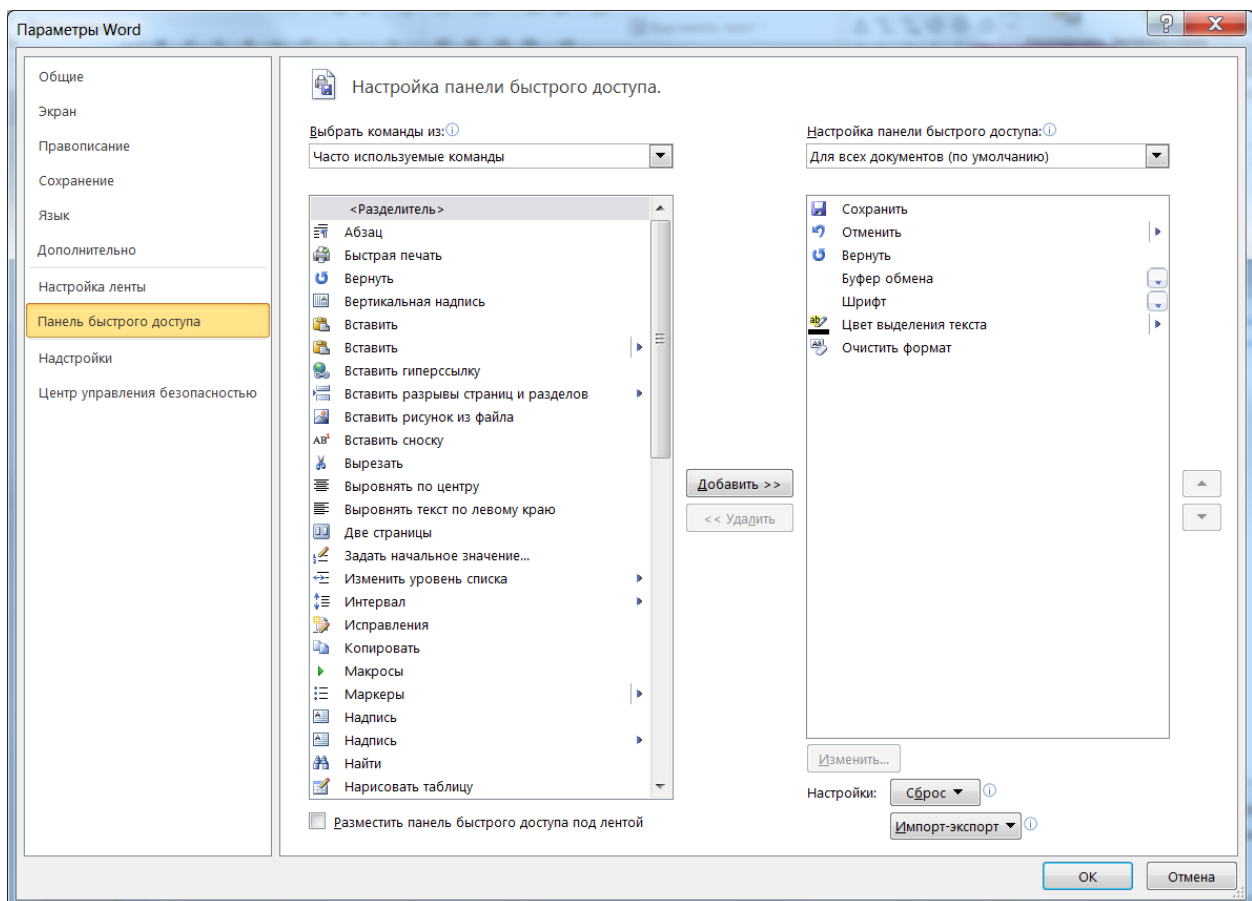 Параметры Word
Общие
Экран
Правописание
Сохранение
Язык
Дополнительно
Настройка ленты
Панель быстрого доступа
Надстройки
Центр управления безопасностью
Настройка панели быстрого доступа.
Выбрать команды из:
Часто используемые команды
<Разделитель>
Абзац
Быстрая печать
Вернуть
Вертикальная надпись
Вставить
Вставить
Вставить гиперссылку
Вставить разрывы страниц и разделов
Вставить рисунок из файла
Вставить сноску
Вырезать
Выровнять по центру
Выровнять текст по левому краю
Две страницы
Задать начальное значение...
Изменить уровень списка
Интервал
Исправления
Копировать
Макросы
Маркеры
Надпись
Надпись
Найти
Нарисовать таблицу
Разместить панель быстрого доступа под лентой
Добавить >>
<< Удалить
Настройка панели быстрого доступа:
Для всех документов (по умолчанию)
Сохранить
Отменить
Вернуть
Буфер обмена
Шрифт
Цвет выделения текста
Очистить формат
Изменить...
Настройки: Сброс
Импорт-экспорт
ОК
Отмена